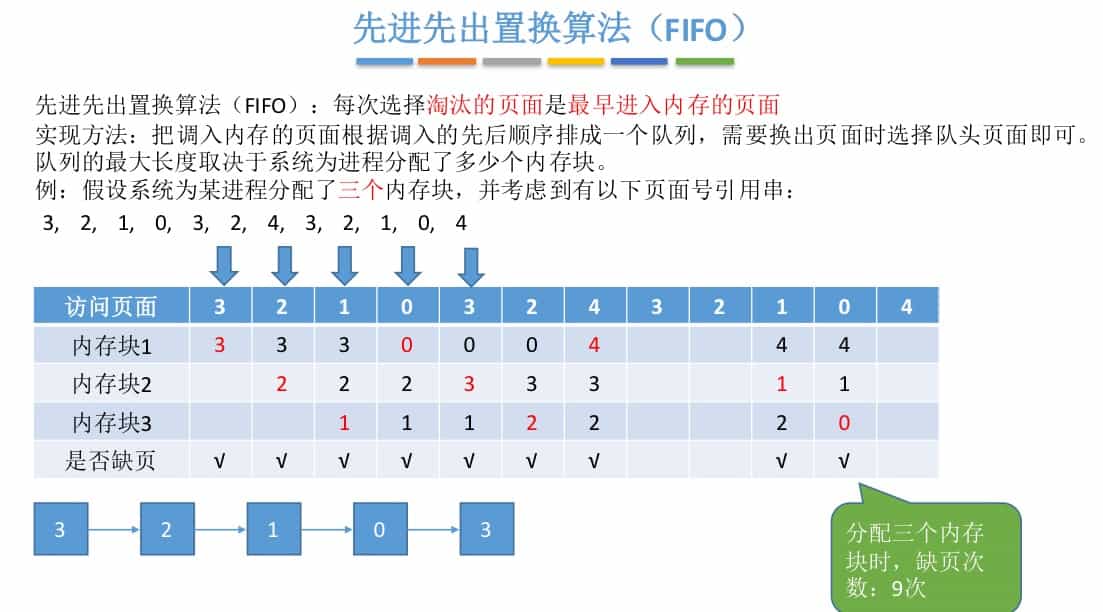 先进先出置换算法（FIFO）
先进先出置换算法（FIFO）：每次选择淘汰的页面是最早进入内存的页面
实现方法：把调入内存的页面根据调入的先后顺序排成一个队列，需要换出页面时选择队头页面即可。
队列的最大长度取决于系统为进程分配了多少个内存块。
例：假设系统为某进程分配了三个内存块，并考虑到有以下页面号引用串：
3, 2, 1, 0, 3, 2, 4, 3, 2, 1, 0, 4
访问页面 3 2 1 0 3 2 4 3 2 1 0 4
内存块1 3 3 3 0 0 0 4 4 4
内存块2 2 2 2 3 3 3 1 1
内存块3 1 1 1 2 2 2 0
是否缺页 √ √ √ √ √ √ √ √ √
3 2 1 0 3
分配三个内存
块时，缺页次
数：9次